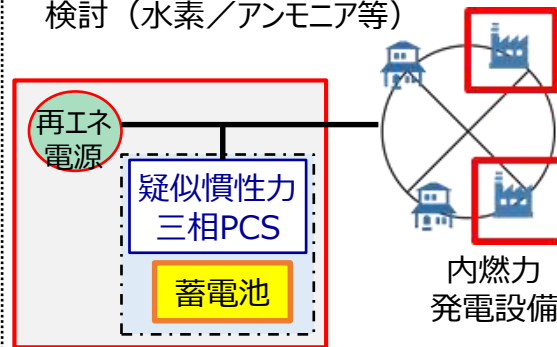 検討（水素／アンモニア等）
再エネ
電源
疑似慣性力
三相PCS
蓄電池
内燃力
発電設備